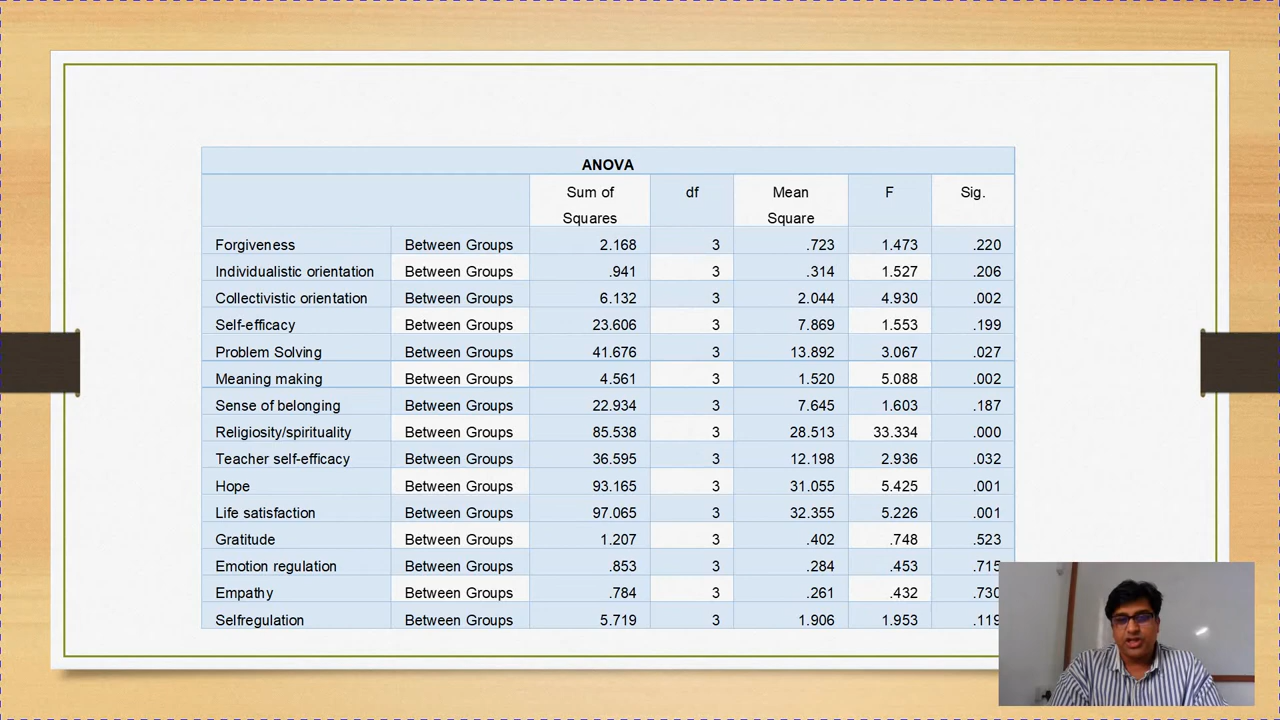 ANOVA
Sum of Squares df Mean Square F Sig.
Forgiveness Between Groups 2.168 3 .723 1.473 .220
Individualistic orientation Between Groups .941 3 .314 1.527 .206
Collectivistic orientation Between Groups 6.132 3 2.044 4.930 .002
Self-efficacy Between Groups 23.606 3 7.869 1.553 .199
Problem Solving Between Groups 41.676 3 13.892 3.067 .027
Meaning making Between Groups 4.561 3 1.520 5.088 .002
Sense of belonging Between Groups 22.934 3 7.645 1.603 .187
Religiosity/spirituality Between Groups 85.538 3 28.513 33.334 .000
Teacher self-efficacy Between Groups 36.595 3 12.198 2.936 .032
Hope Between Groups 93.165 3 31.055 5.425 .001
Life satisfaction Between Groups 97.065 3 32.355 5.226 .001
Gratitude Between Groups 1.207 3 .402 .748 .523
Emotion regulation Between Groups .853 3 .284 .453 .715
Empathy Between Groups .784 3 .261 .432 .730
Selfregulation Between Groups 5.719 3 1.906 1.953 .119